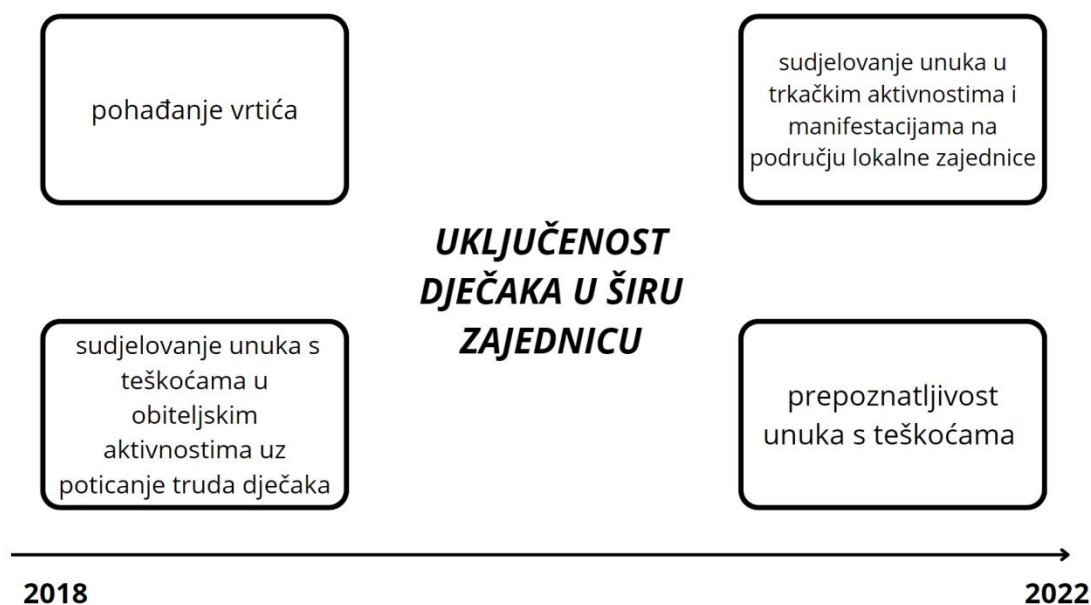 pohađanje vrtića
sudjelovanje unuka u
trkačkim aktivnostima i
manifestacijama na
području lokalne zajednice
UKLJUČENOST
DJEČAKA U ŠIRU
ZAJEDNICU
sudjelovanje unuka s
teškoćama u
obiteljskim
aktivnostima uz
poticanje truda dječaka
prepoznatljivost
unuka s teškoćama
2018
2022